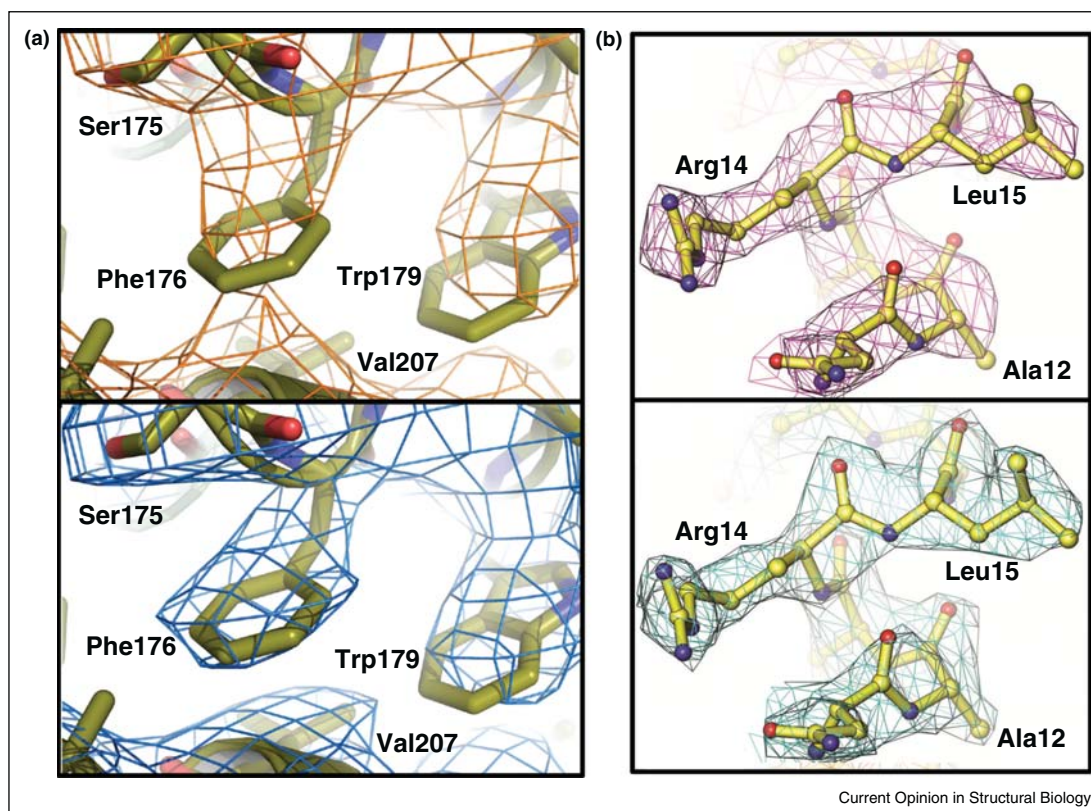 (a)
Ser175
Phe176
Trp179
Val207
Ser175
Phe176
Trp179
Val207
(b)
Arg14
Leu15
Ala12
Arg14
Leu15
Ala12
Current Opinion in Structural Biology